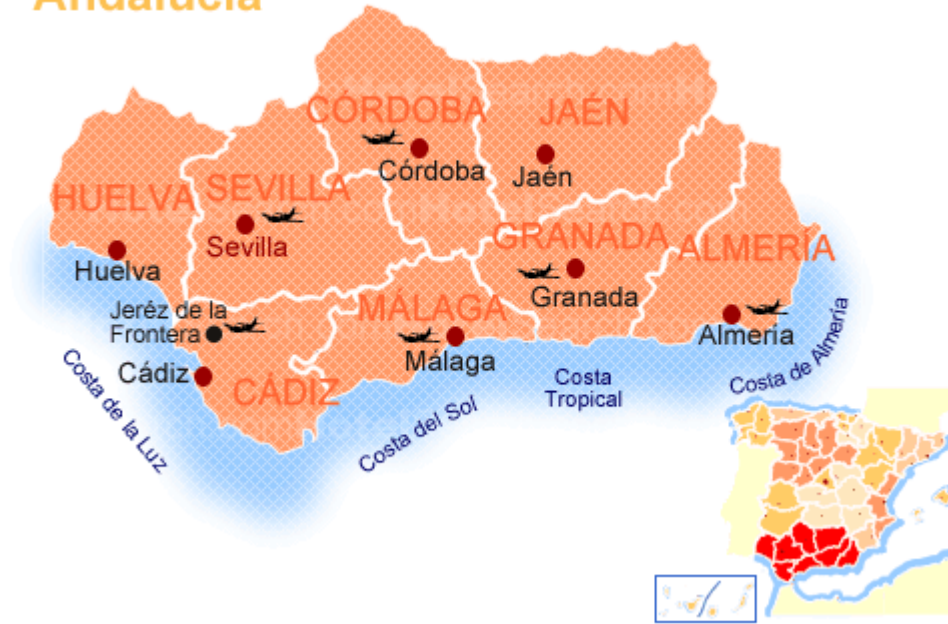 Andalucía
CÓRDOBA
JAÉN
Córdoba
Jaén
HUELVA
SEVILLA
Sevilla
GRANADA
ALMERÍA
Huelva
Granada
Jeréz de la
Frontera
MÁLAGA
Málaga
Almería
Cádiz
CÁDIZ
Costa de la Luz
Costa del Sol
Costa
Tropical
Costa de Almería